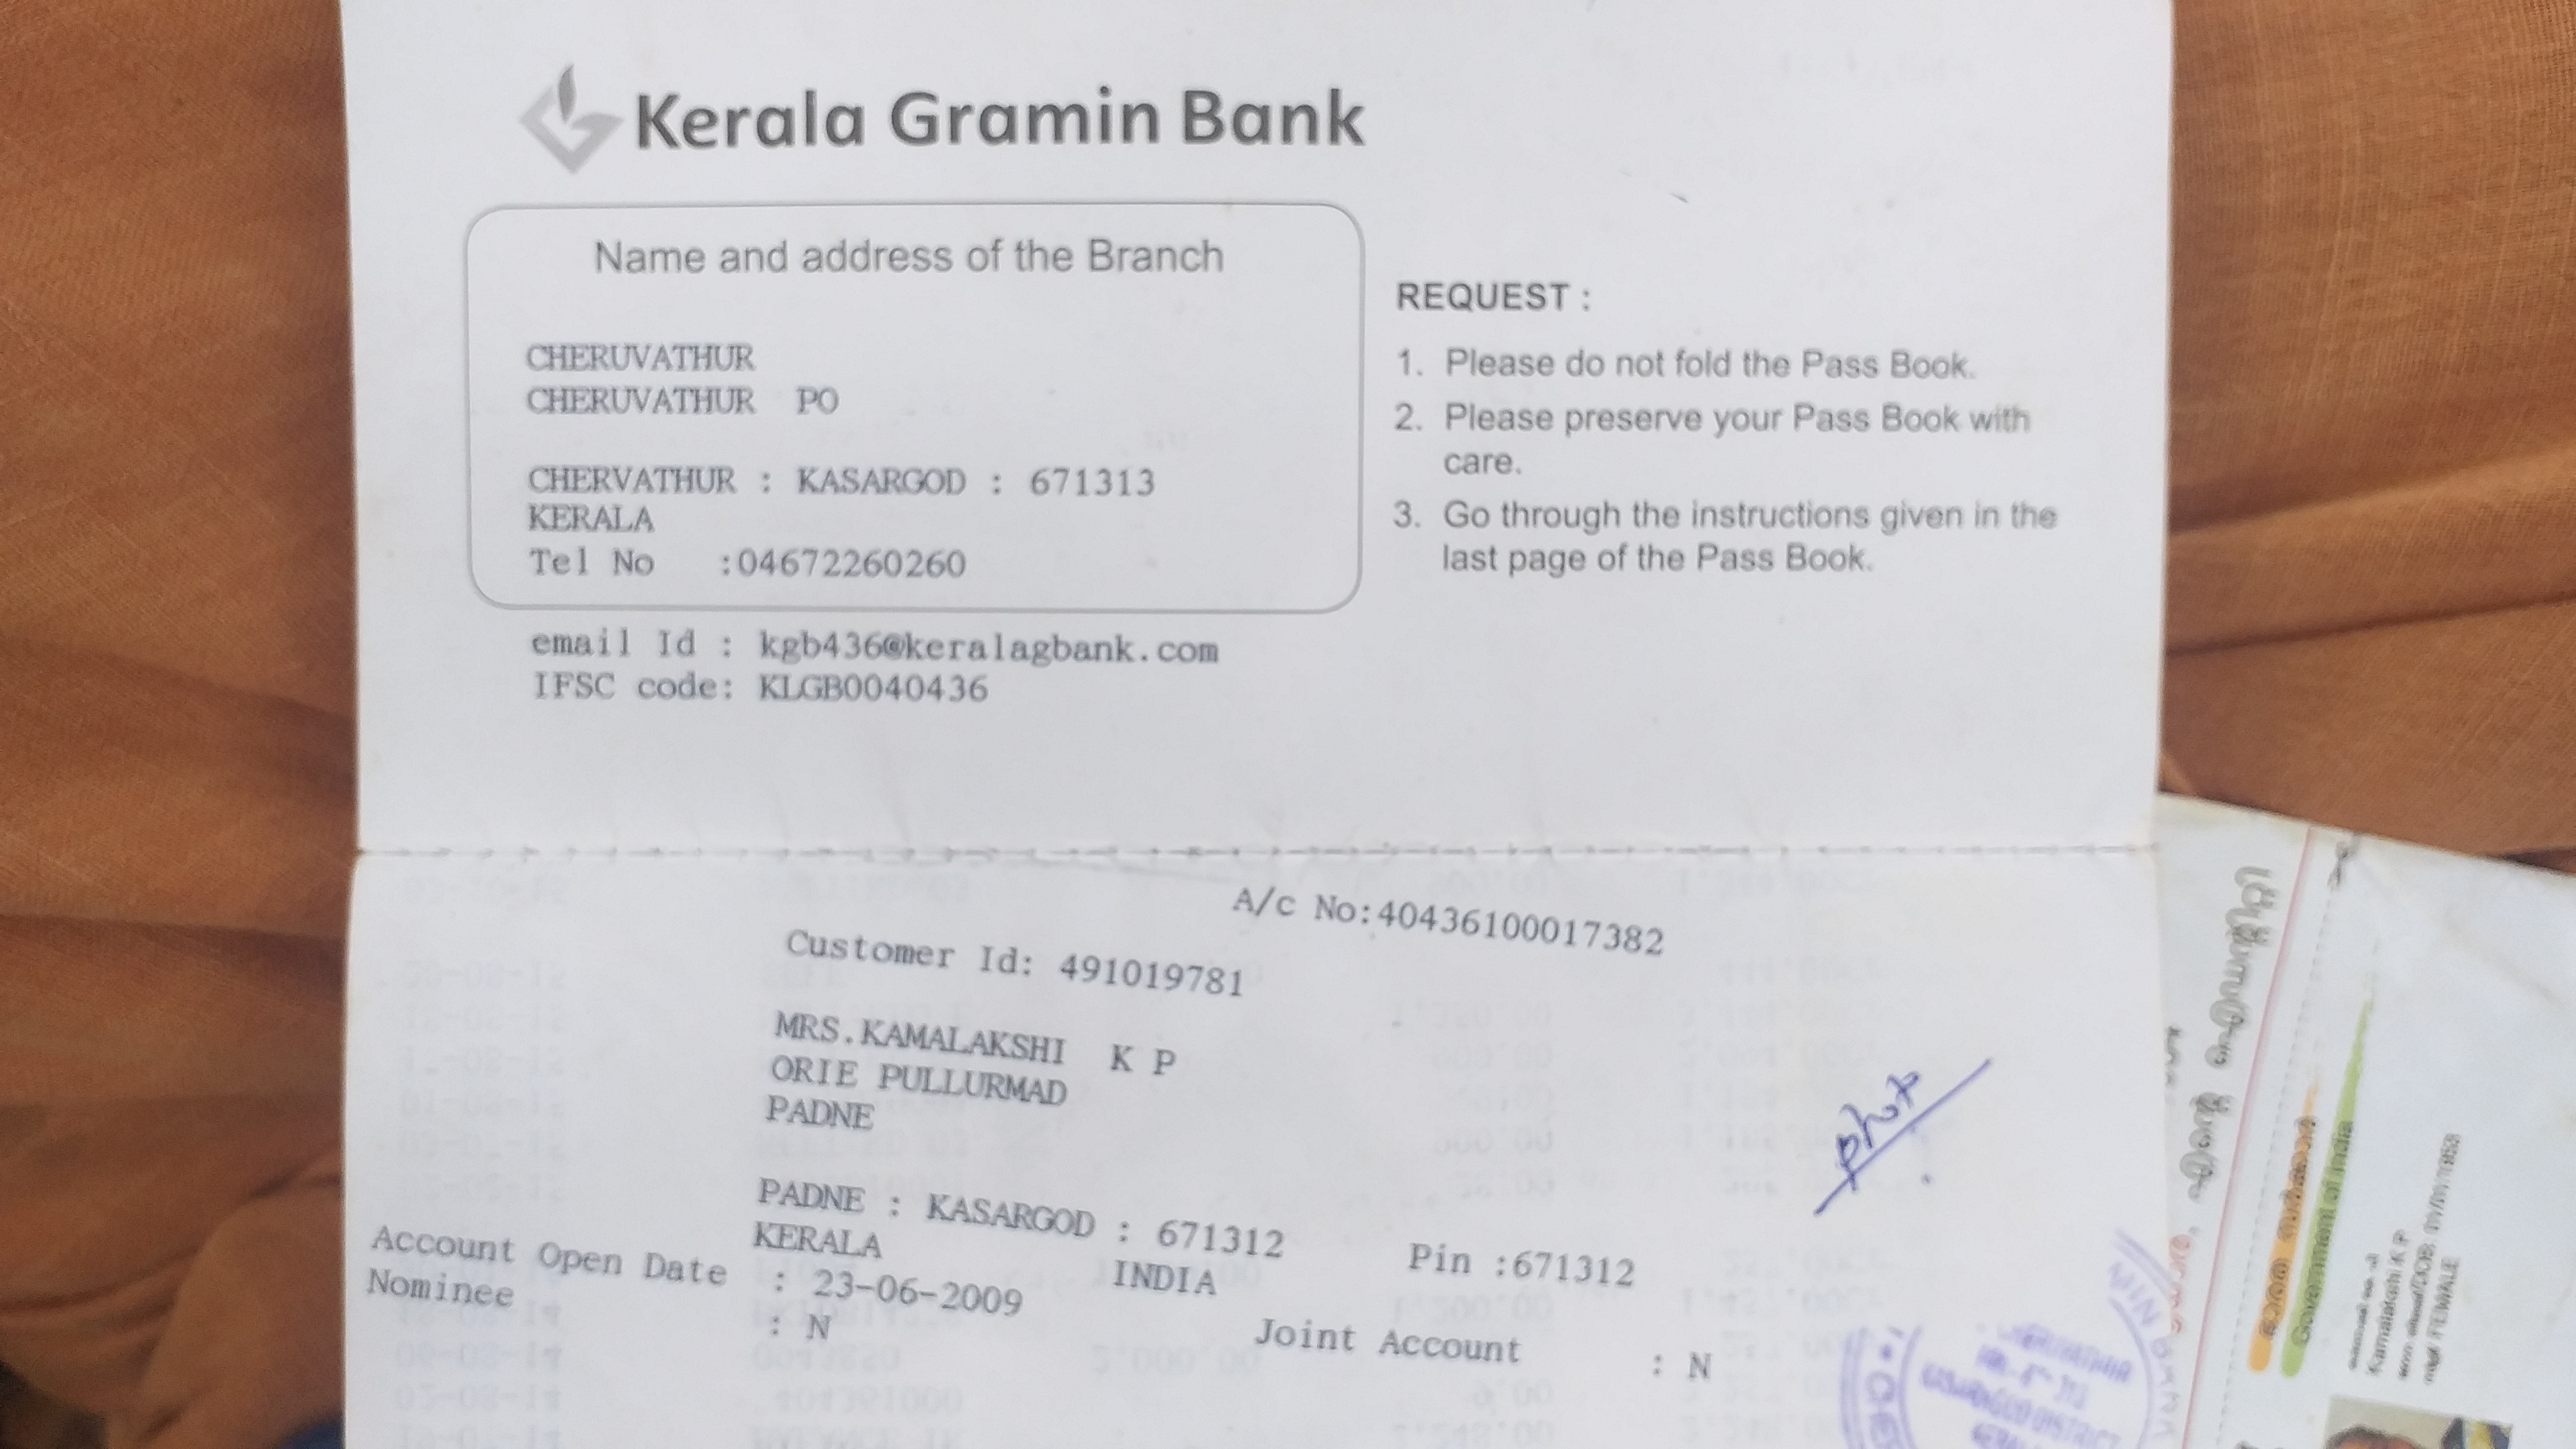 Kerala Gramin Bank
Name and address of the Branch
CHERUVATHUR
CHERUVATHUR PO
CHERVATHUR : KASARGOD : 671313
KERALA
Tel No :04672260260
email Id : kgb436@keralagbank.com
IFSC code: KLGB0040436
REQUEST :
1. Please do not fold the Pass Book.
2. Please preserve your Pass Book with
care.
3. Go through the instructions given in the
last page of the Pass Book.
A/c No:40436100017382
Customer Id: 491019781
MRS.KAMALAKSHI K P
ORIE PULLURMAD
PADNE
PADNE : KASARGOD : 671312
KERALA
INDIA
Pin :671312
Account Open Date : 23-06-2009
Nominee : N
Joint Account : N
Government of India
Kamalakshi K P
FEMALE